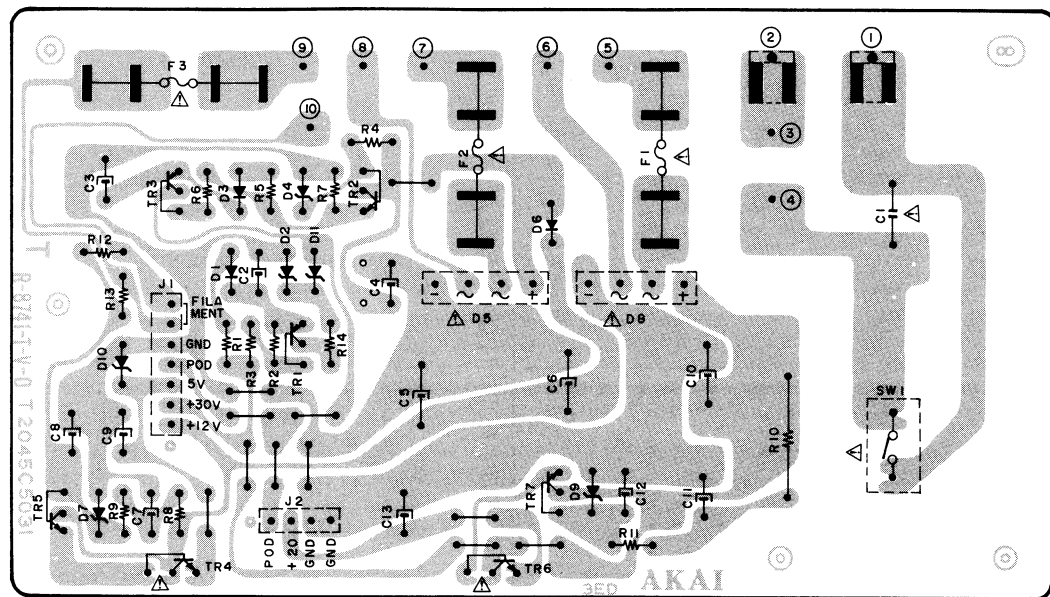 9
8
7
6
5
2
1
8
F3
10
R4
F2
F1
3
C3
TR3
R6
D3
R5
D4
R7
TR2
D6
4
C1
R12
D1
C2
D2
D11
C4
R13
J1
FILA
MENT
D5
D8
GND
R1
R3
R2
TR1
R14
D10
POD
5V
+30V
+12V
C5
C6
C10
C8
C9
R10
SW1
TR5
D7
R9
C7
R8
J2
C13
TR7
D9
C12
C11
POD
+20
GND
GND
R11
TR4
TR6
AKAI